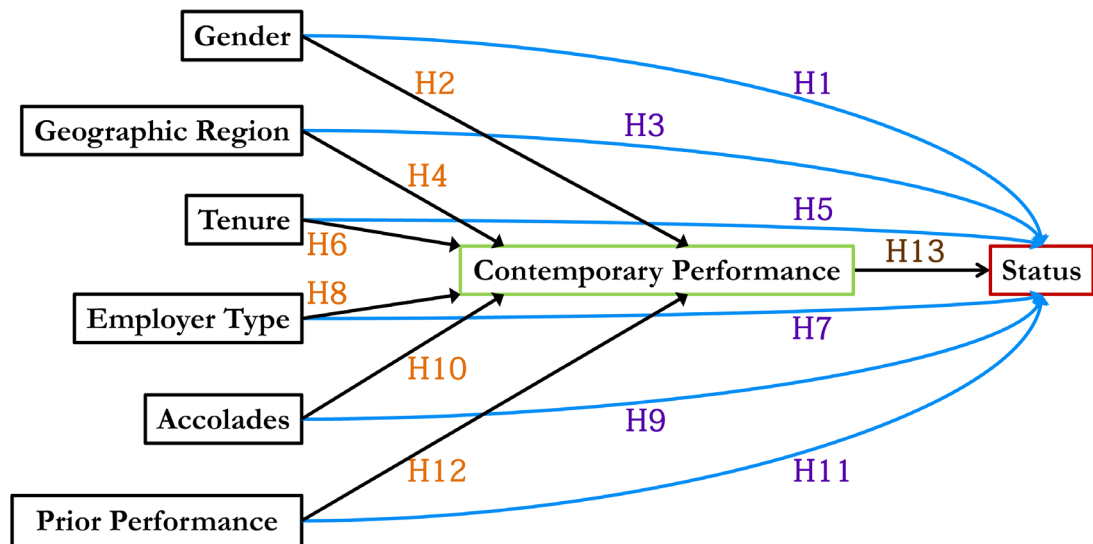 Gender
H1
H2
Geographic Region
H3
H4
Tenure
H5
H6
Contemporary Performance
H13
Status
H8
Employer Type
H7
H10
Accolades
H9
H12
H11
Prior Performance